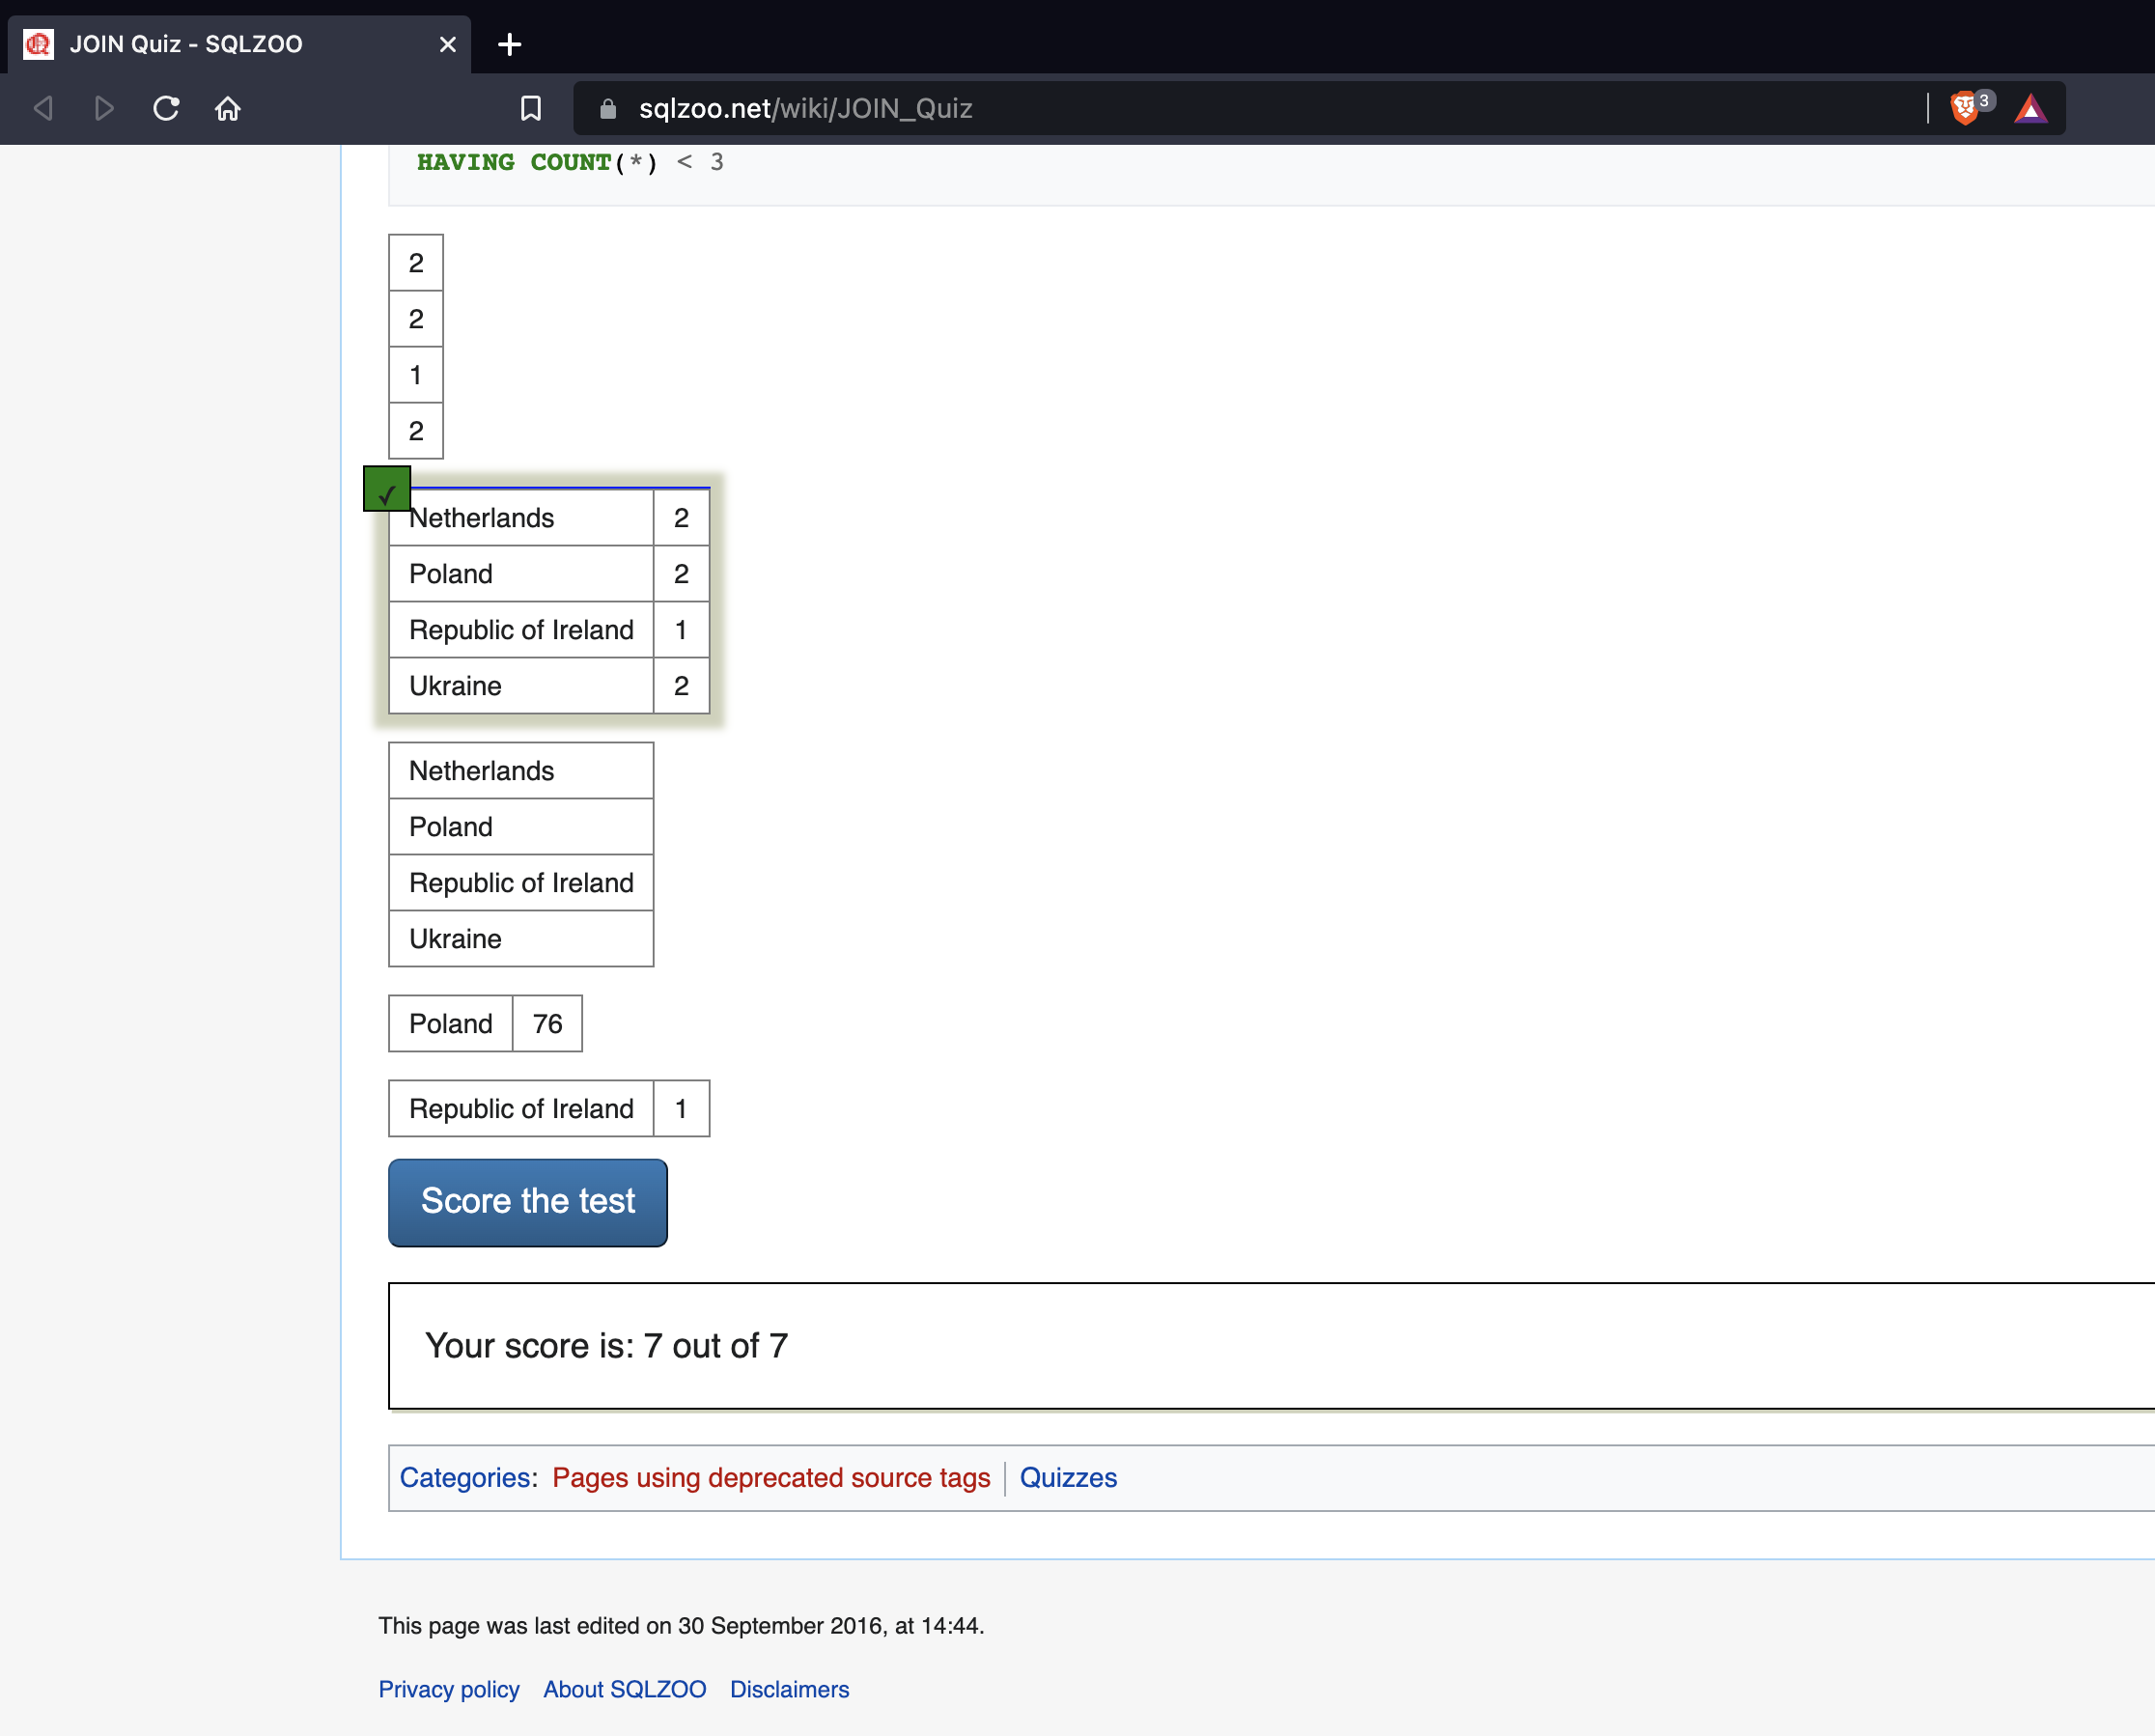 JOIN Quiz - SQLZOO
sqlzoo.net/wiki/JOIN_Quiz
3
HAVING COUNT(*) < 3
2
2
1
2
✓
Netherlands 2
Poland 2
Republic of Ireland 1
Ukraine 2
Netherlands
Poland
Republic of Ireland
Ukraine
Poland 76
Republic of Ireland 1
Score the test
Your score is: 7 out of 7
Categories: Pages using deprecated source tags | Quizzes
This page was last edited on 30 September 2016, at 14:44.
Privacy policy About SQLZOO Disclaimers